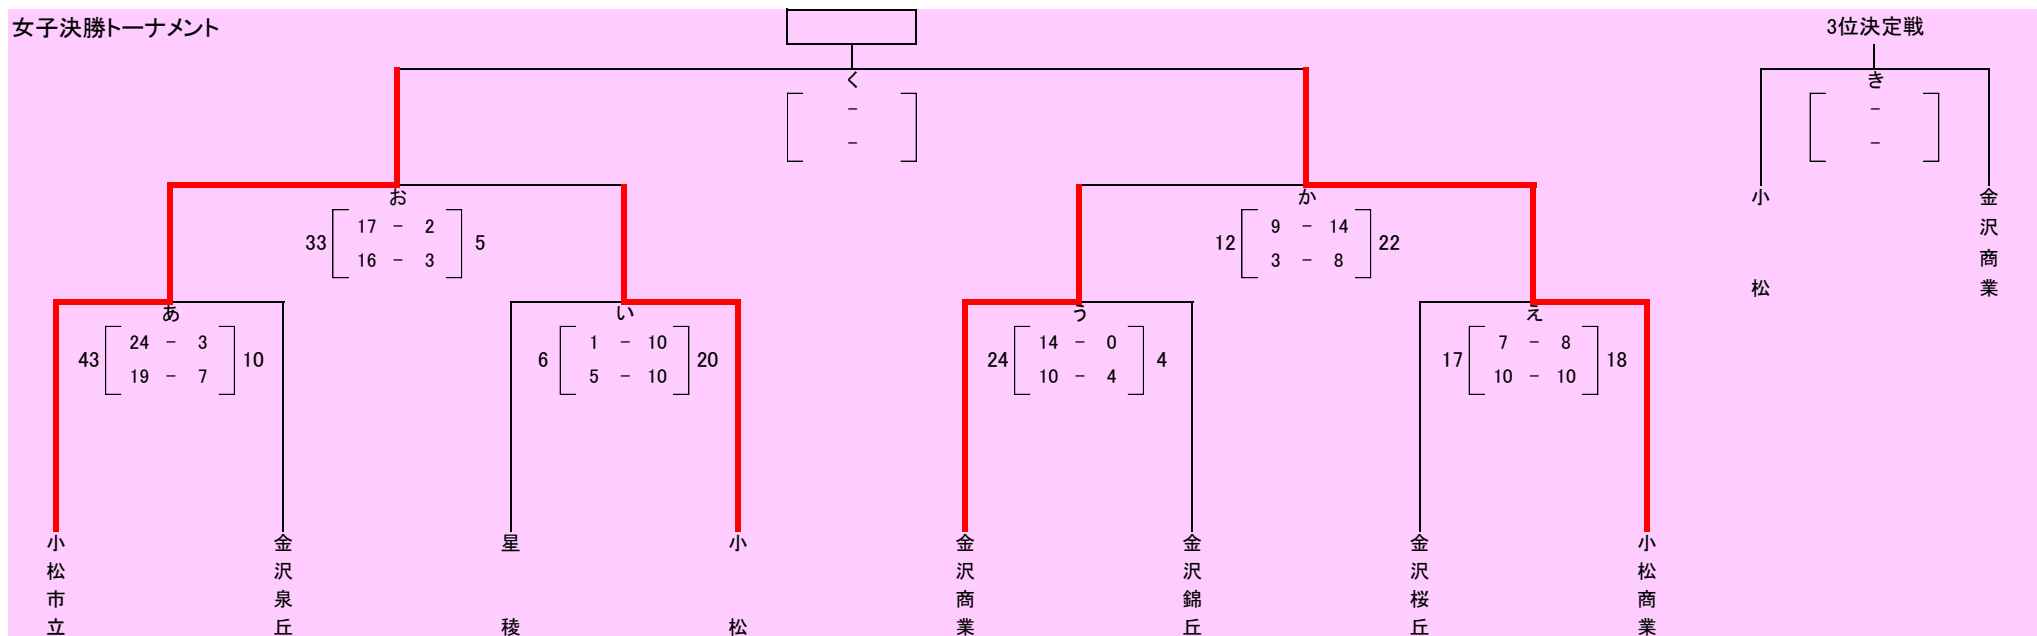 女子決勝トーナメント
3位決定戦
く
-
-
き
-
-
小松
金沢商業
お
33 17 - 2 5
16 - 3
か
12 9 - 14 22
3 - 8
あ
43 24 - 3 10
19 - 7
い
6 1 - 10 20
5 - 10
う
24 14 - 0 4
10 - 4
え
17 7 - 8 18
10 - 10
小松市立
金沢泉丘
星稜
小松
金沢商業
金沢錦丘
金沢桜丘
小松商業